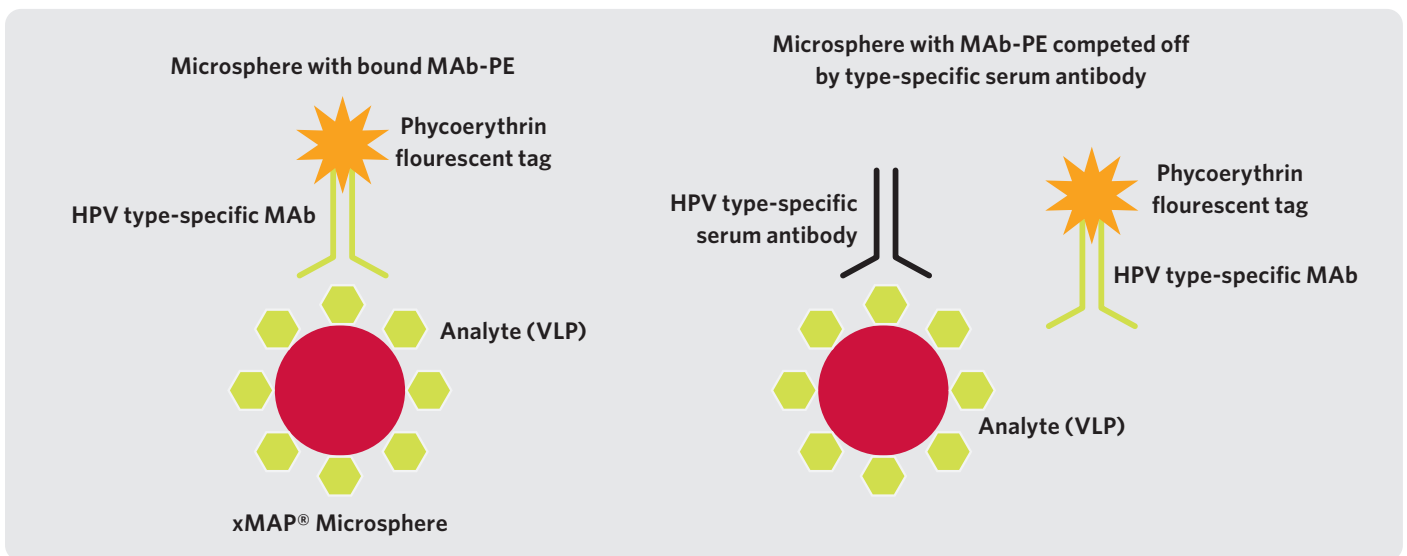 Microsphere with bound MAb-PE
Phycoerythrin
flourescent tag
HPV type-specific MAb
Analyte (VLP)
xMAP® Microsphere
Microsphere with MAb-PE competed off
by type-specific serum antibody
HPV type-specific
serum antibody
Phycoerythrin
flourescent tag
HPV type-specific MAb
Analyte (VLP)